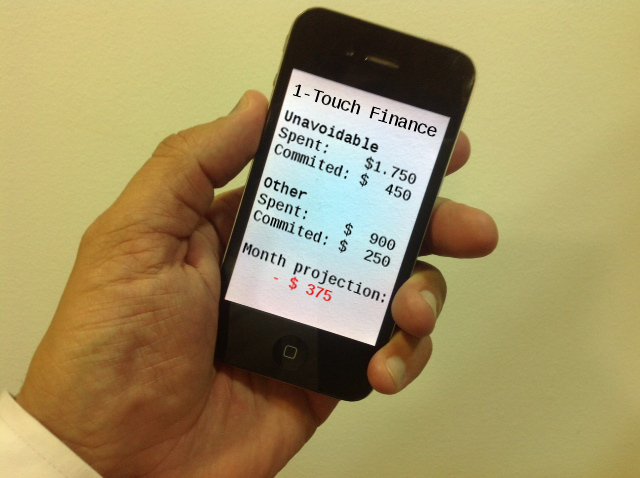 1-Touch Finance
Unavoidable
Spent: $1.750
Commited: $ 450
Other
Spent: $ 900
Commited: $ 250
Month projection:
- $ 375